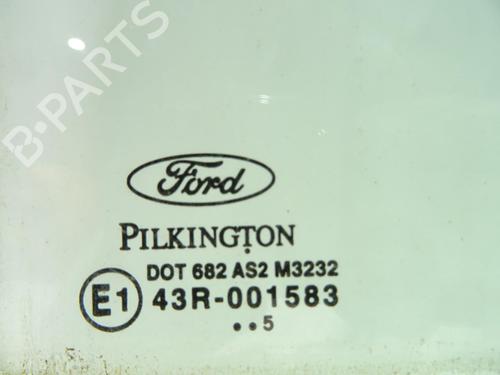 B-PARTS
Ford
PILKINGTON
DOT 682 AS2 M3232
E1 43R-001583
••5